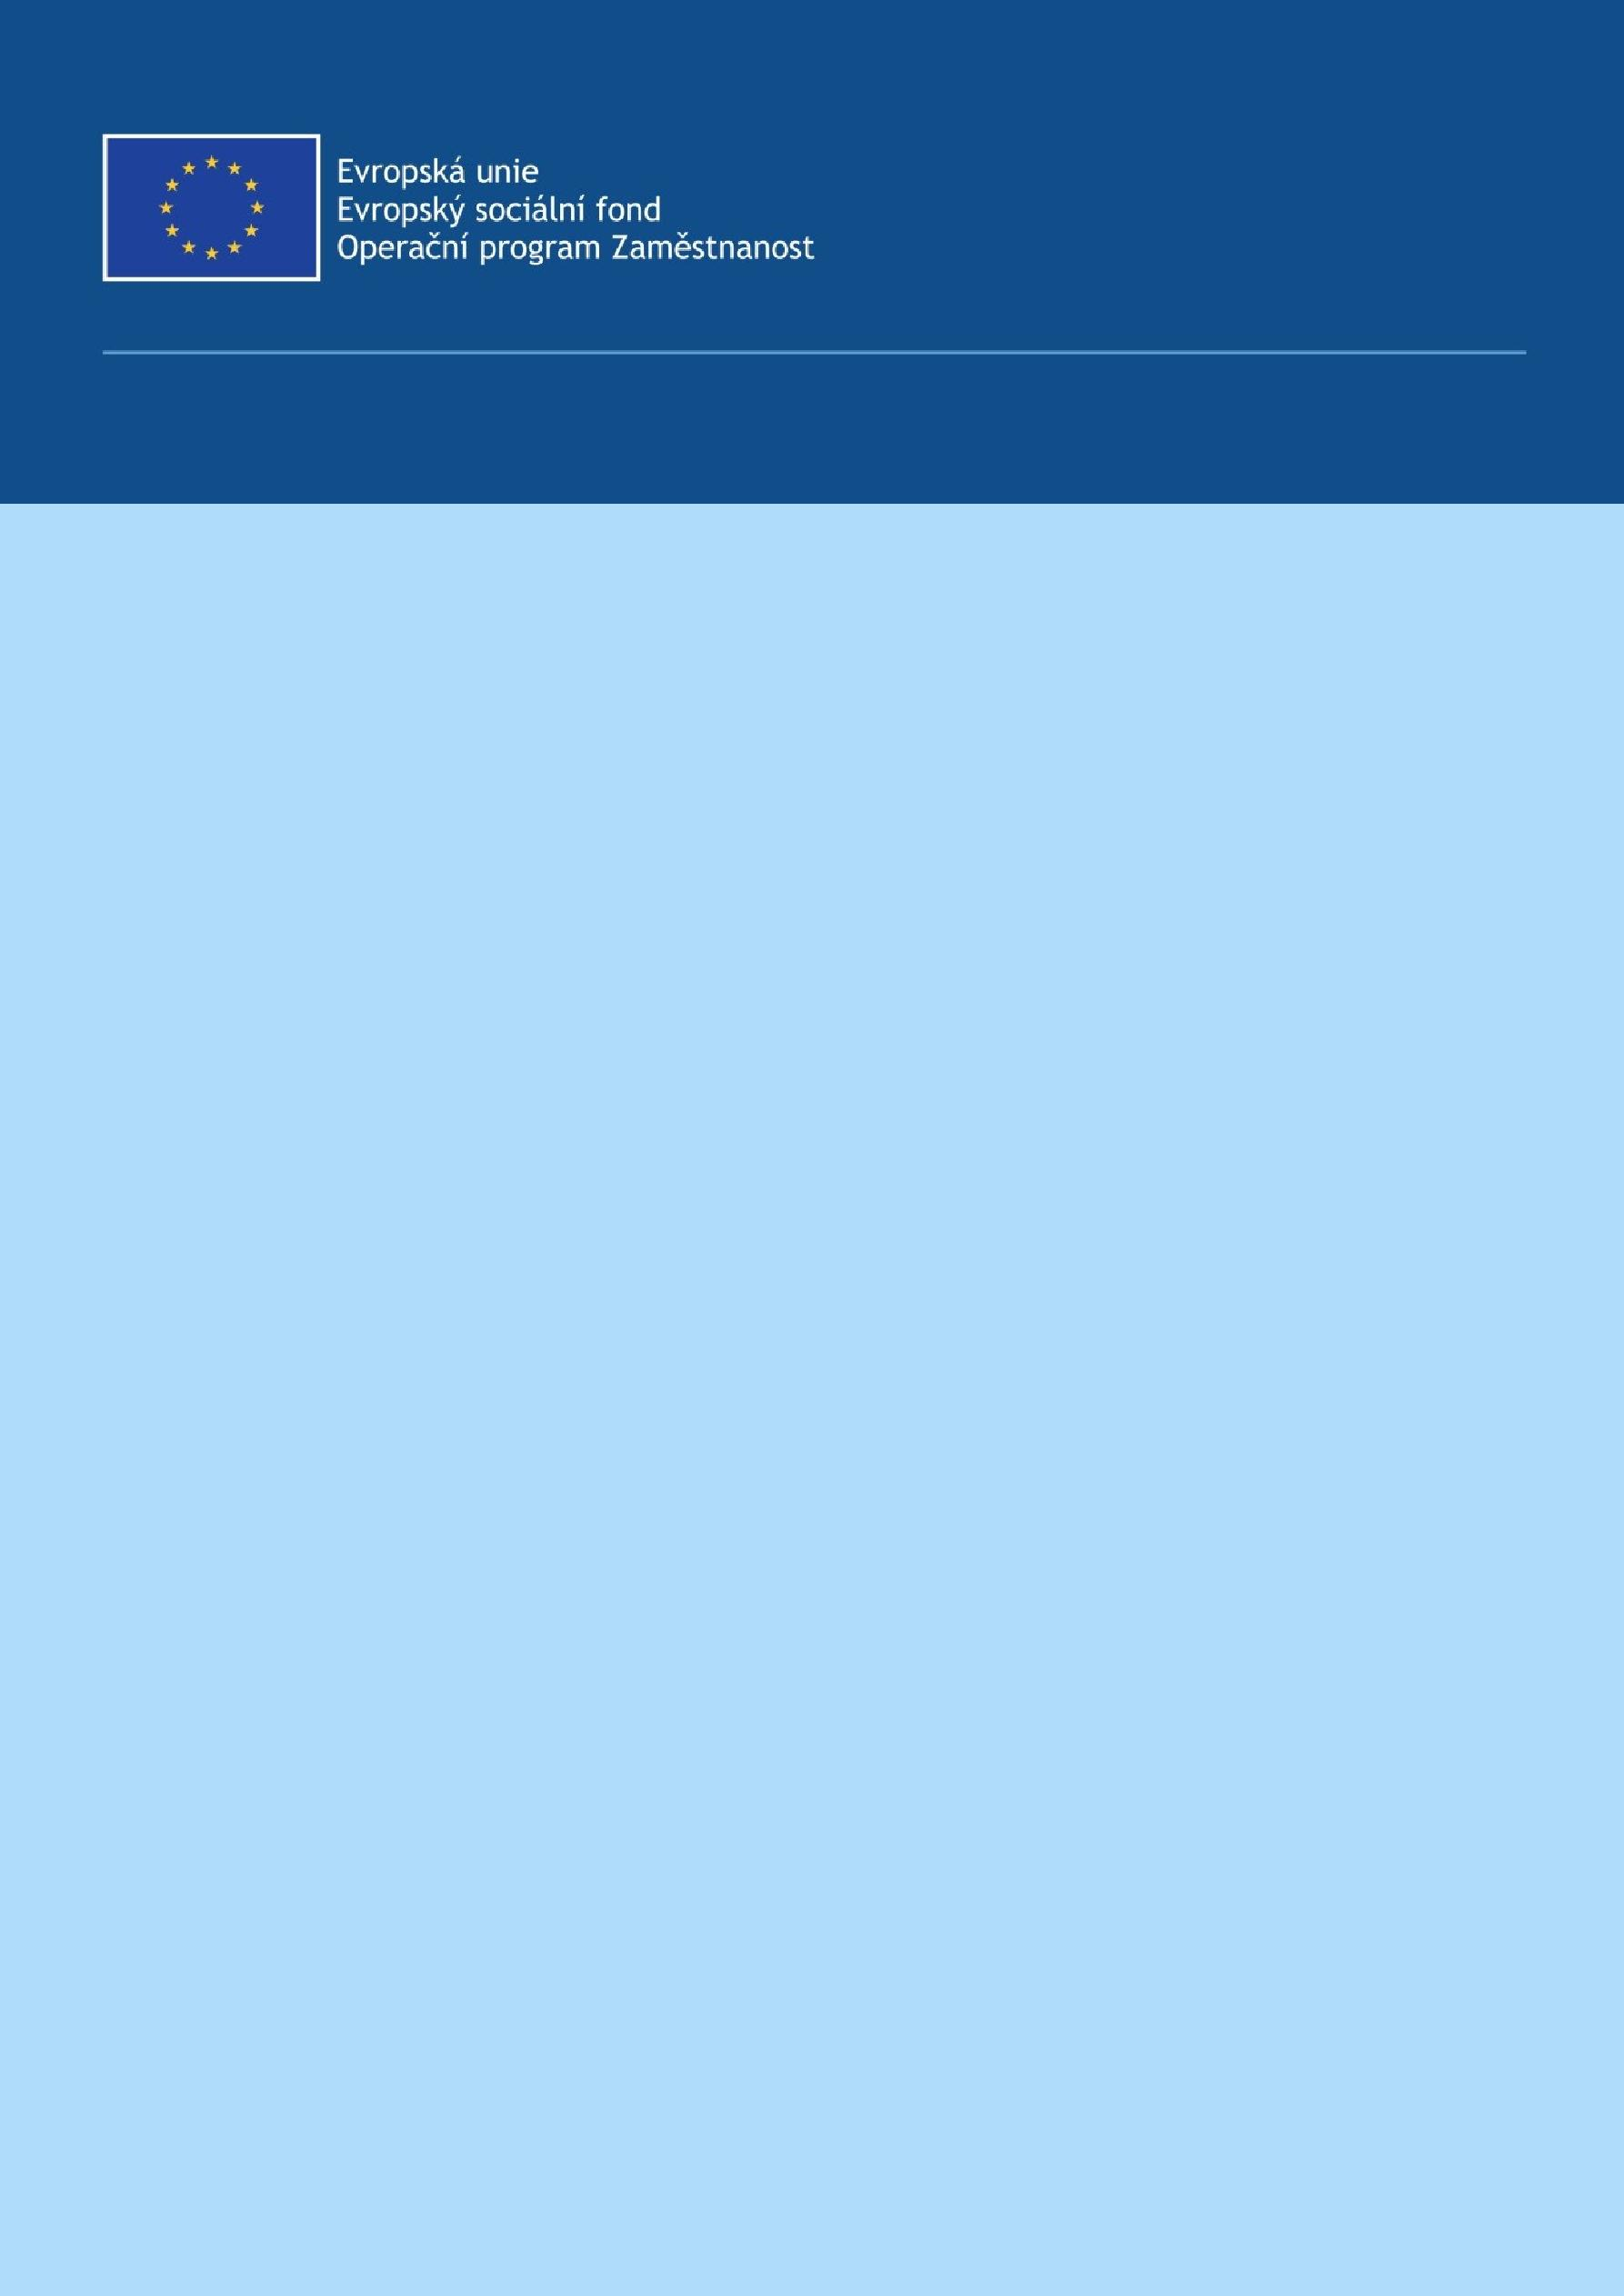 Evropská unie
Evropský sociální fond
Operační program Zaměstnanost